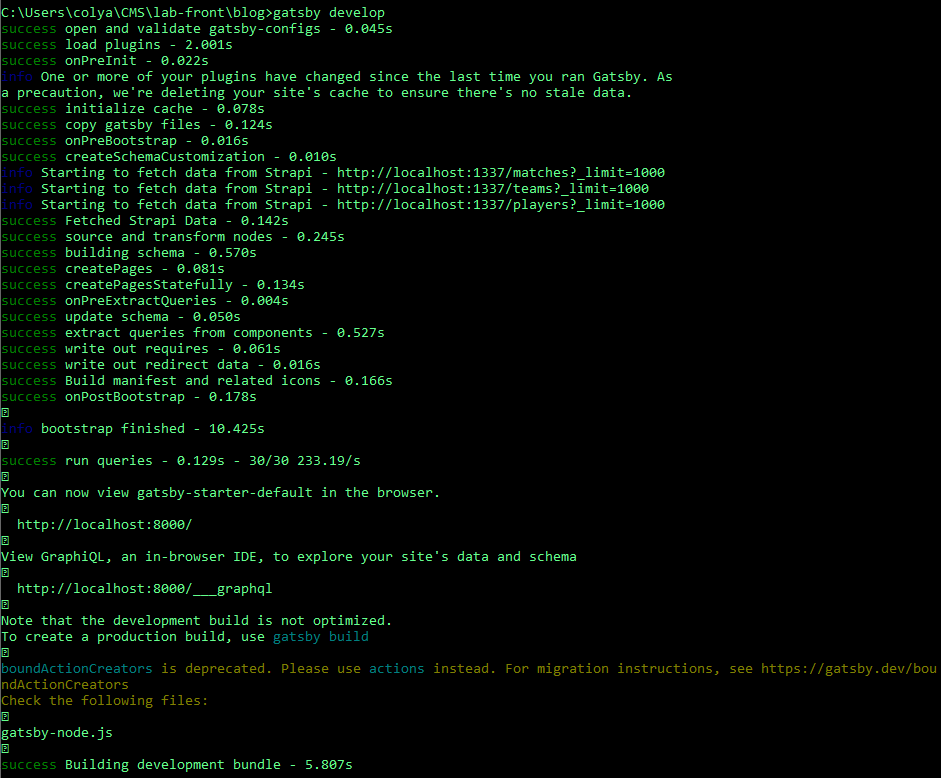 C:\Users\colya\CMS\lab-front\blog>gatsby develop
success open and validate gatsby-configs - 0.045s
success load plugins - 2.001s
success onPreInit - 0.022s
info One or more of your plugins have changed since the last time you ran Gatsby. As
a precaution, we're deleting your site's cache to ensure there's no stale data.
success initialize cache - 0.078s
success copy gatsby files - 0.124s
success onPreBootstrap - 0.016s
success createSchemaCustomization - 0.010s
info Starting to fetch data from Strapi - http://localhost:1337/matches?_limit=1000
info Starting to fetch data from Strapi - http://localhost:1337/teams?_limit=1000
info Starting to fetch data from Strapi - http://localhost:1337/players?_limit=1000
success Fetched Strapi Data - 0.142s
success source and transform nodes - 0.245s
success building schema - 0.570s
success createPages - 0.081s
success createPagesStatefully - 0.134s
success onPreExtractQueries - 0.004s
success update schema - 0.050s
success extract queries from components - 0.527s
success write out requires - 0.061s
success write out redirect data - 0.016s
success Build manifest and related icons - 0.166s
success onPostBootstrap - 0.178s
info bootstrap finished - 10.425s
success run queries - 0.129s - 30/30 233.19/s
You can now view gatsby-starter-default in the browser.
http://localhost:8000/
View GraphiQL, an in-browser IDE, to explore your site's data and schema
http://localhost:8000/___graphql
Note that the development build is not optimized.
To create a production build, use gatsby build
boundActionCreators is deprecated. Please use actions instead. For migration instructions, see https://gatsby.dev/bou
ndActionCreators
Check the following files:
gatsby-node.js
success Building development bundle - 5.807s